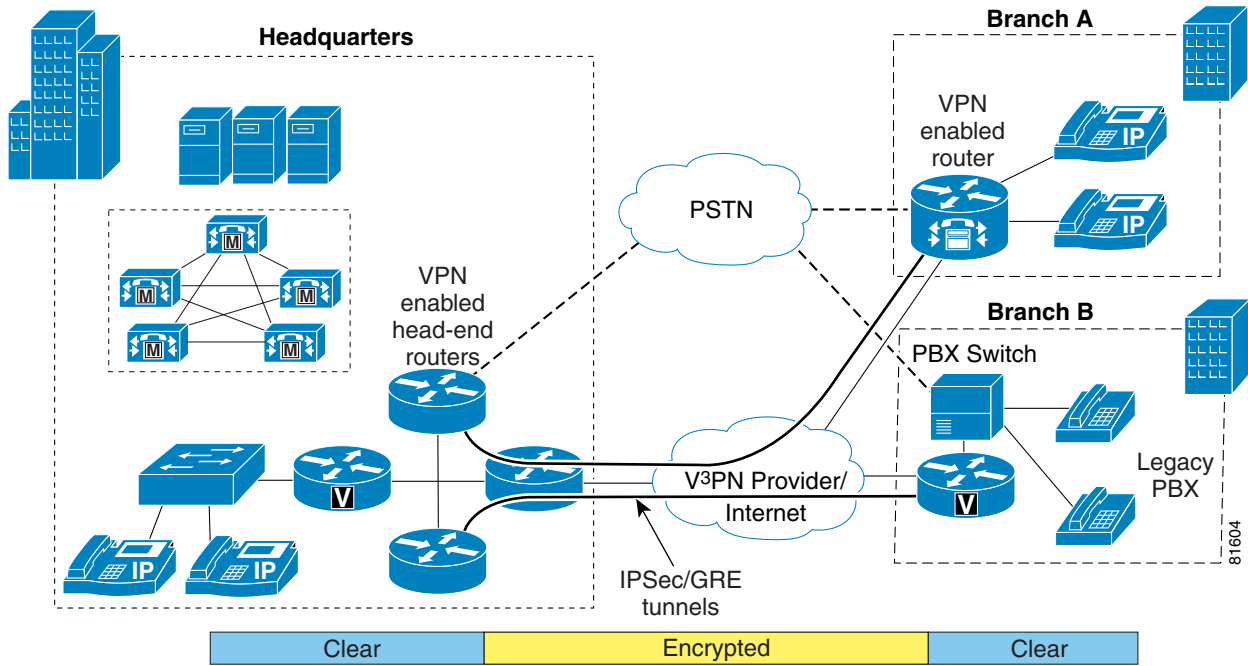 Headquarters
Branch A
VPN
enabled
router
IP
IP
PSTN
M
M
M
M
M
VPN
enabled
head-end
routers
Branch B
PBX Switch
Legacy
PBX
V
V
V³PN Provider/
Internet
IP
IP
IPSec/GRE
tunnels
81604
Clear
Encrypted
Clear